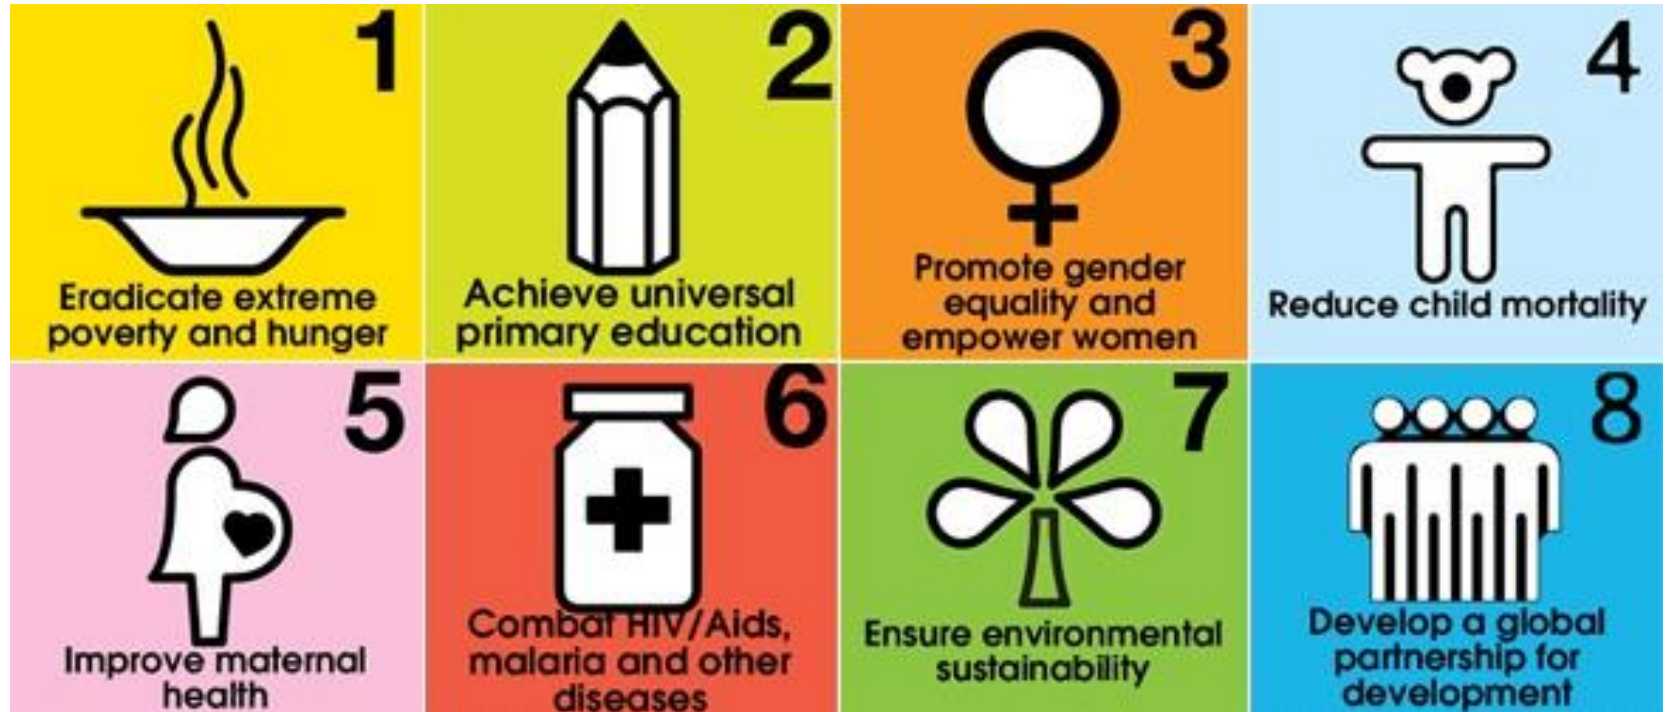 1
Eradicate extreme
poverty and hunger
2
Achieve universal
primary education
3
Promote gender
equality and
empower women
4
Reduce child mortality
5
Improve maternal
health
6
Combat HIV/Aids,
malaria and other
diseases
7
Ensure environmental
sustainability
8
Develop a global
partnership for
development